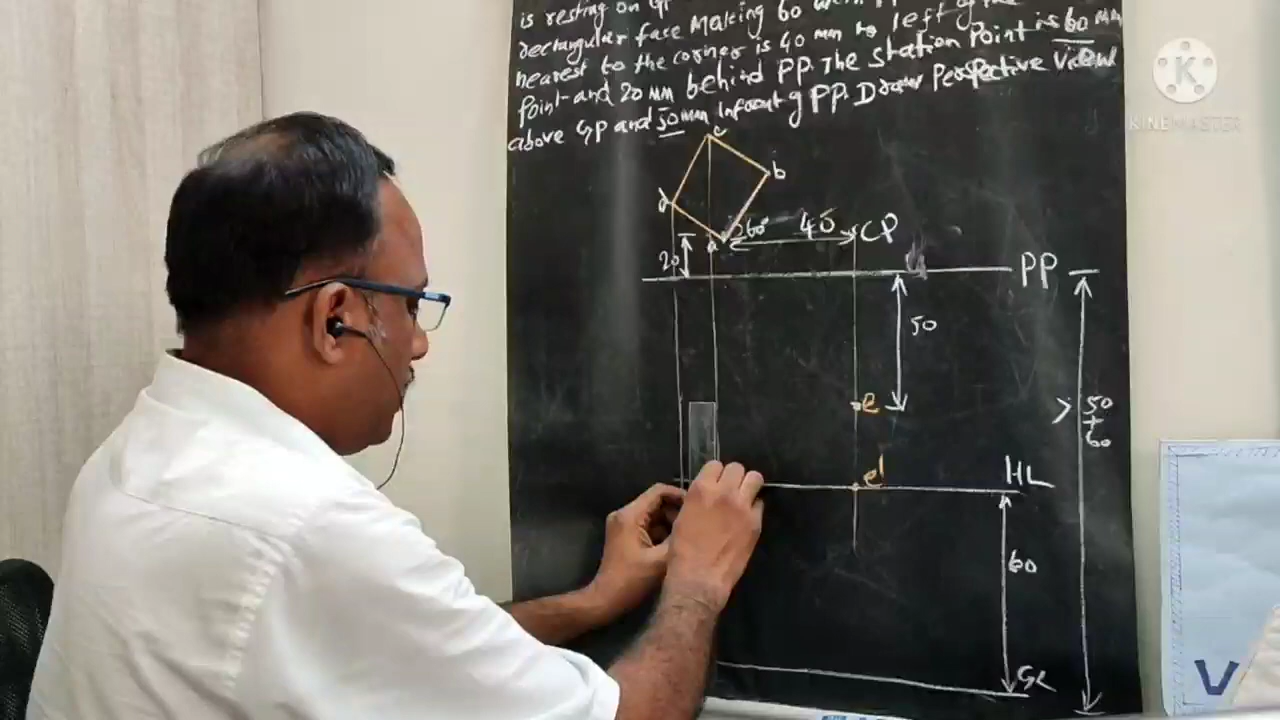 is resting on GP
rectangular face making 60 with
nearest to the corner is 40 mm to left of the
Point and 20 mm behind PP. The station Point is 60 mm
above GP and 50mm infront of PP. Draw Perspective View
K
KINEMASTER
c
b
d
a
60°
40
CP
20
PP
50
e
50
+
60
e'
HL
60
GL
V